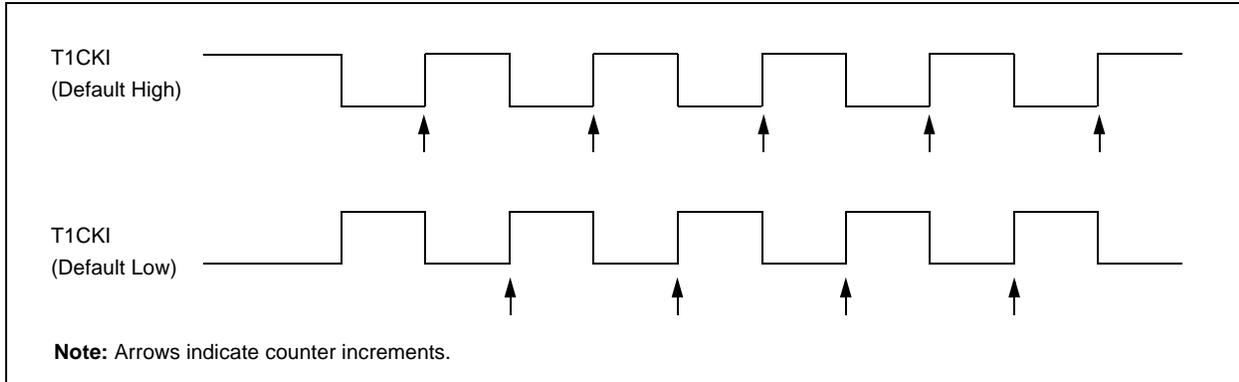 T1CKI
(Default High)
T1CKI
(Default Low)
Note: Arrows indicate counter increments.